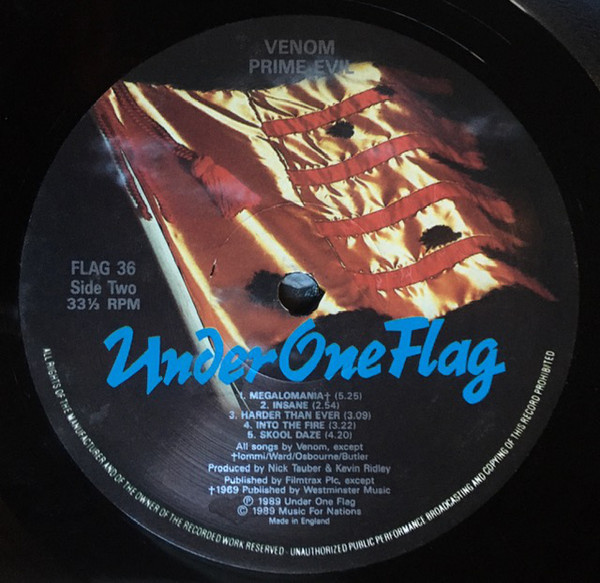 VENOM
PRIME EVIL
FLAG 36
Side Two
33⅓ RPM
Under One Flag
1. MEGALOMANIA† (5.25)
2. INSANE (2.54)
3. HARDER THAN EVER (3.09)
4. INTO THE FIRE (3.22)
5. SKOOL DAZE (4.20)
All songs by Venom, except
†Iommi/Ward/Osbourne/Butler
Produced by Nick Tauber & Kevin Ridley
Published by Filmtrax Plc, except
†1969 Published by Westminster Music
℗ 1989 Under One Flag
© 1989 Music For Nations
Made in England
ALL RIGHTS OF THE MANUFACTURER AND OF THE OWNER OF THE RECORDED WORK RESERVED - UNAUTHORIZED PUBLIC PERFORMANCE BROADCASTING AND COPYING OF THIS RECORD PROHIBITED